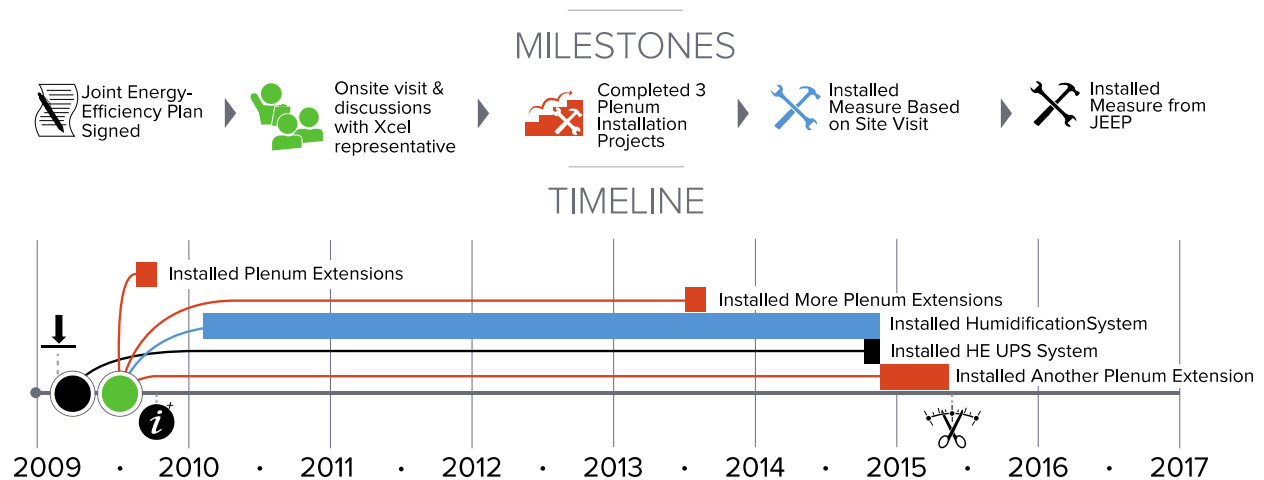 MILESTONES
Joint Energy-
Efficiency Plan
Signed
Onsite visit &
discussions
with Xcel
representative
Completed 3
Plenum
Installation
Projects
Installed
Measure Based
on Site Visit
Installed
Measure from
JEEP
TIMELINE
Installed Plenum Extensions
Installed More Plenum Extensions
Installed HumidificationSystem
Installed HE UPS System
Installed Another Plenum Extension
i+
2009 · 2010 · 2011 · 2012 · 2013 · 2014 · 2015 · 2016 · 2017